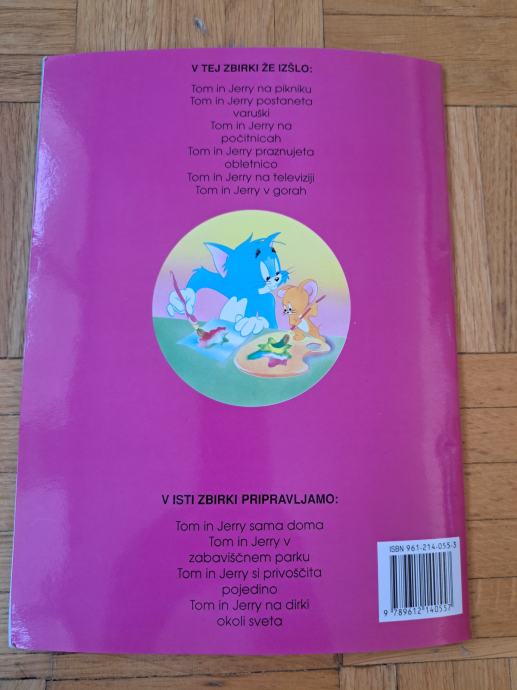 V TEJ ZBIRKI ŽE IZŠLO:
Tom in Jerry na pikniku
Tom in Jerry postaneta
varuški
Tom in Jerry na
počitnicah
Tom in Jerry praznujeta
obletnico
Tom in Jerry na televiziji
Tom in Jerry v gorah
V ISTI ZBIRKI PRIPRAVLJAMO:
Tom in Jerry sama doma
Tom in Jerry v
zabaviščnem parku
Tom in Jerry si privoščita
pojedino
Tom in Jerry na dirki
okoli sveta
ISBN 961-214-055-3
9 789612 140557